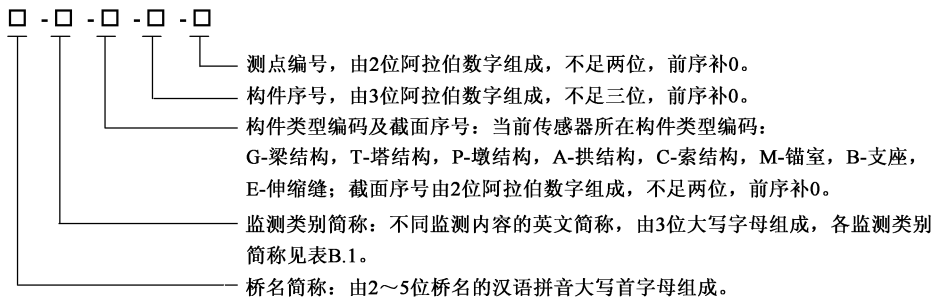 □ - □ - □ - □ - □
测点编号，由2位阿拉伯数字组成，不足两位，前序补0。
构件序号，由3位阿拉伯数字组成，不足三位，前序补0。
构件类型编码及截面序号：当前传感器所在构件类型编码：
G-梁结构，T-塔结构，P-墩结构，A-拱结构，C-索结构，M-锚室，B-支座，
E-伸缩缝；截面序号由2位阿拉伯数字组成，不足两位，前序补0。
监测类别简称：不同监测内容的英文简称，由3位大写字母组成，各监测类别
简称见表B.1。
桥名简称：由2～5位桥名的汉语拼音大写首字母组成。